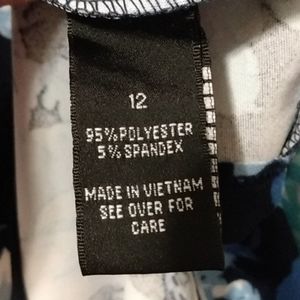 12
95% POLYESTER
5% SPANDEX
MADE IN VIETNAM
SEE OVER FOR
CARE